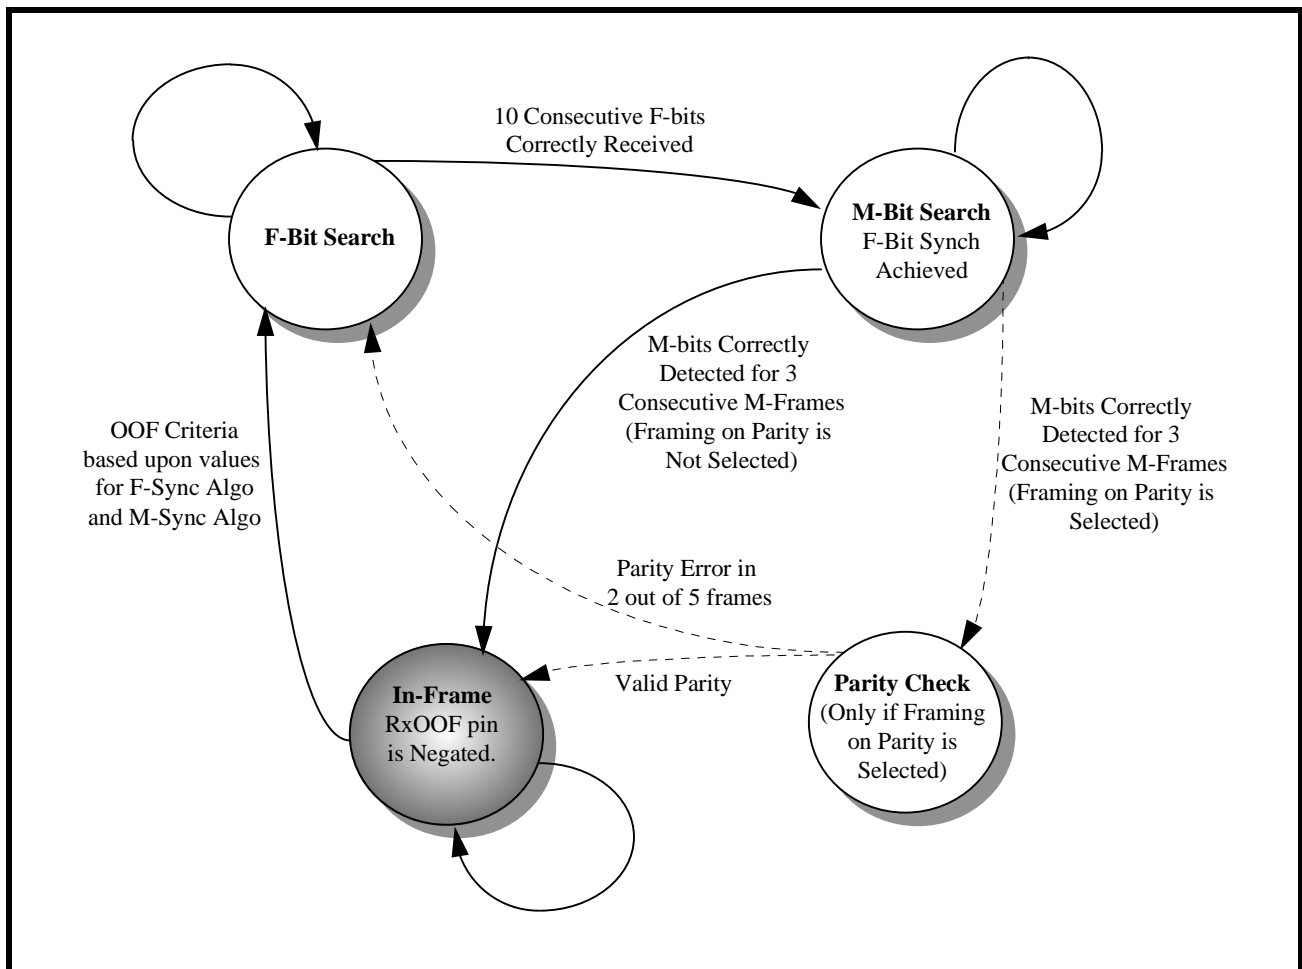 10 Consecutive F-bits
Correctly Received
F-Bit Search
M-Bit Search
F-Bit Synch
Achieved
M-bits Correctly
Detected for 3
Consecutive M-Frames
(Framing on Parity is
Not Selected)
M-bits Correctly
Detected for 3
Consecutive M-Frames
(Framing on Parity is
Selected)
OOF Criteria
based upon values
for F-Sync Algo
and M-Sync Algo
Parity Error in
2 out of 5 frames
Valid Parity
In-Frame
RxOOF pin
is Negated.
Parity Check
(Only if Framing
on Parity is
Selected)